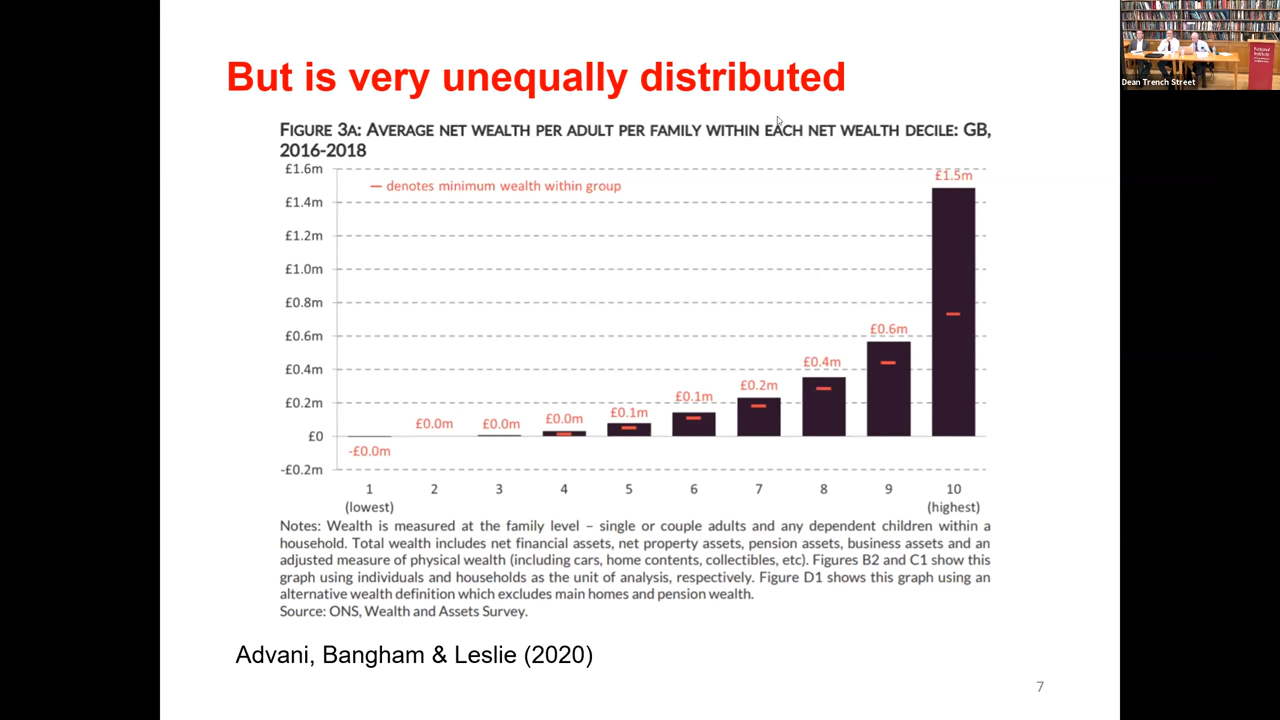 But is very unequally distributed
FIGURE 3A: AVERAGE NET WEALTH PER ADULT PER FAMILY WITHIN EACH NET WEALTH DECILE: GB,
2016-2018
£1.6m
— denotes minimum wealth within group
£1.4m
£1.2m
£1.0m
£0.8m
£0.6m
£0.4m
£0.2m
£0
-£0.2m
-£0.0m
£0.0m
£0.0m
£0.0m
£0.1m
£0.1m
£0.2m
£0.4m
£0.6m
£1.5m
1 2 3 4 5 6 7 8 9 10
(lowest) (highest)
Notes: Wealth is measured at the family level – single or couple adults and any dependent children within a
household. Total wealth includes net financial assets, net property assets, pension assets, business assets and an
adjusted measure of physical wealth (including cars, home contents, collectibles, etc). Figures B2 and C1 show this
graph using individuals and households as the unit of analysis, respectively. Figure D1 shows this graph using an
alternative wealth definition which excludes main homes and pension wealth.
Source: ONS, Wealth and Assets Survey.
Advani, Bangham & Leslie (2020)
7
Dean Trench Street
National
Institute